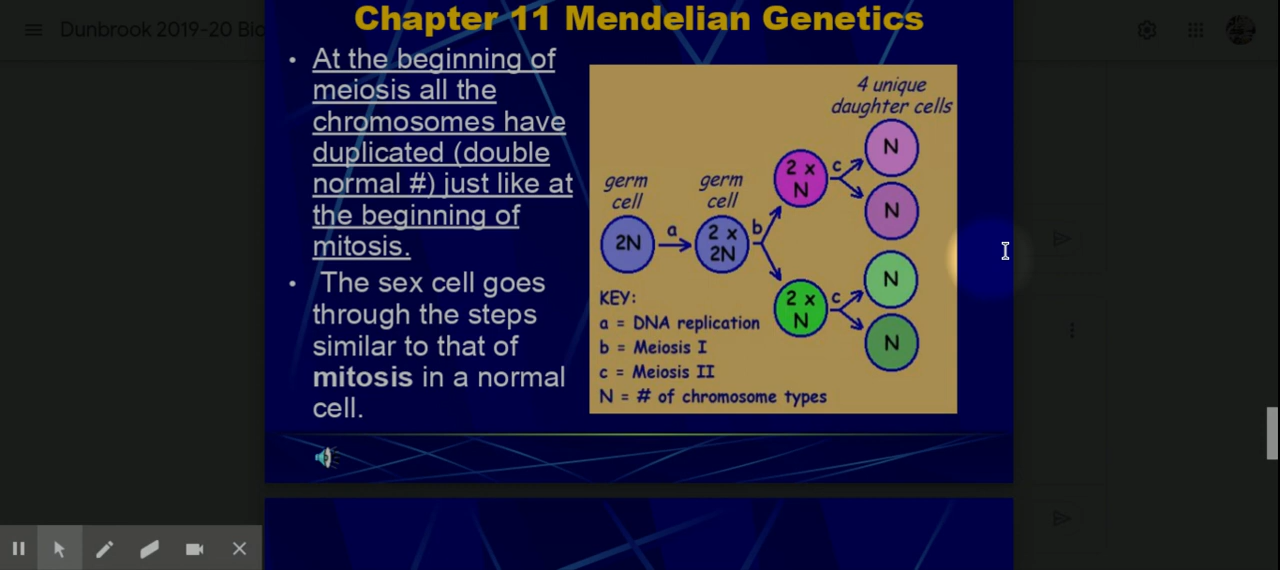 Dunbrook 2019-20 Bio
Chapter 11 Mendelian Genetics
• At the beginning of
meiosis all the
chromosomes have
duplicated (double
normal #) just like at
the beginning of
mitosis.
• The sex cell goes
through the steps
similar to that of
mitosis in a normal
cell.
4 unique
daughter cells
germ
cell
2N
a
germ
cell
2 x
2N
b
2 x
N
c
N
N
2 x
N
c
N
N
KEY:
a = DNA replication
b = Meiosis I
c = Meiosis II
N = # of chromosome types